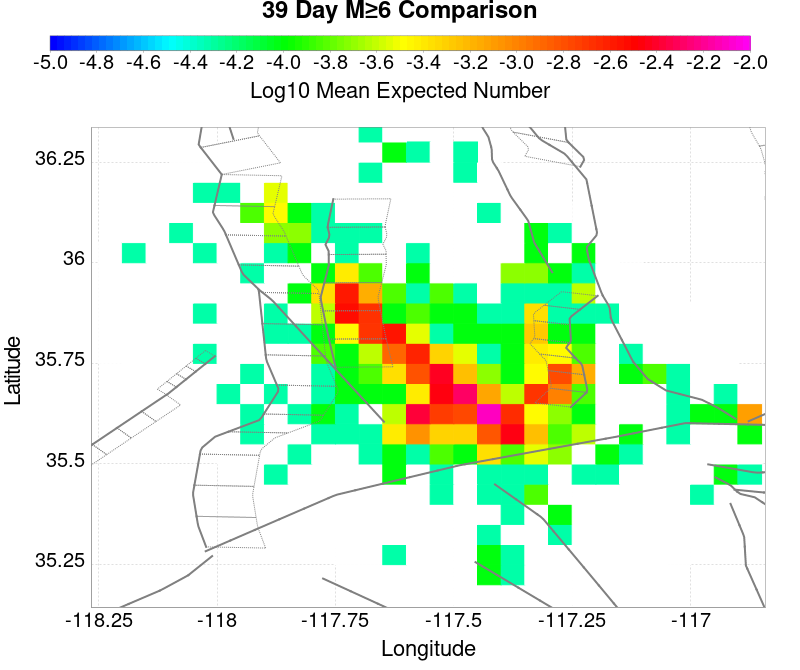 39 Day M≥6 Comparison
-5.0 -4.8 -4.6 -4.4 -4.2 -4.0 -3.8 -3.6 -3.4 -3.2 -3.0 -2.8 -2.6 -2.4 -2.2 -2.0
Log10 Mean Expected Number
36.25
36
35.75
35.5
35.25
Latitude
-118.25 -118 -117.75 -117.5 -117.25 -117
Longitude